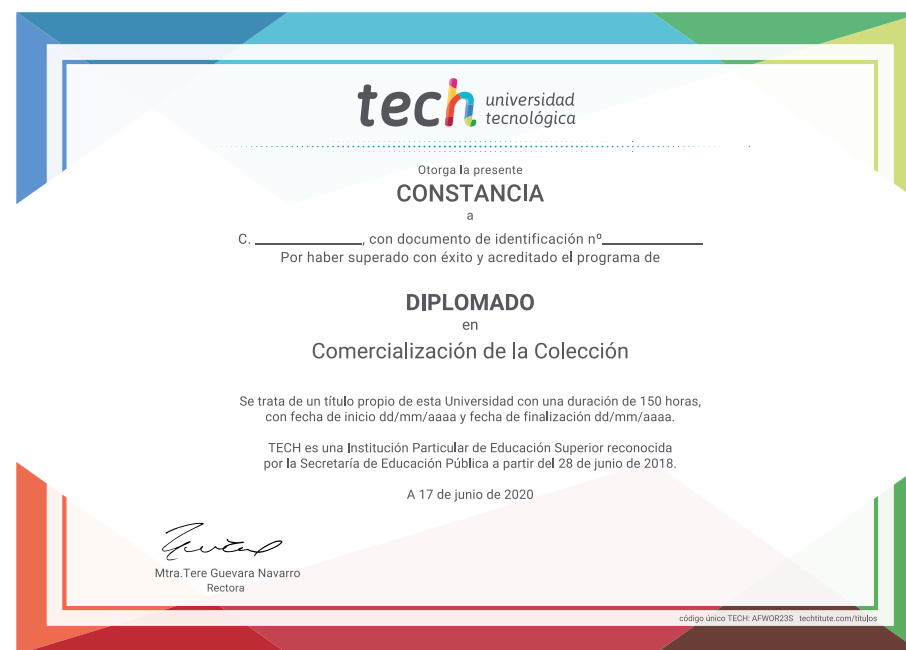 tech universidad
tecnológica
Otorga la presente
CONSTANCIA
a
C. ____________, con documento de identificación nº____________
Por haber superado con éxito y acreditado el programa de
DIPLOMADO
en
Comercialización de la Colección
Se trata de un título propio de esta Universidad con una duración de 150 horas,
con fecha de inicio dd/mm/aaaa y fecha de finalización dd/mm/aaaa.
TECH es una Institución Particular de Educación Superior reconocida
por la Secretaría de Educación Pública a partir del 28 de junio de 2018.
A 17 de junio de 2020
Mtra.Tere Guevara Navarro
Rectora
código único TECH: AFWOR23S techtitute.com/titulos